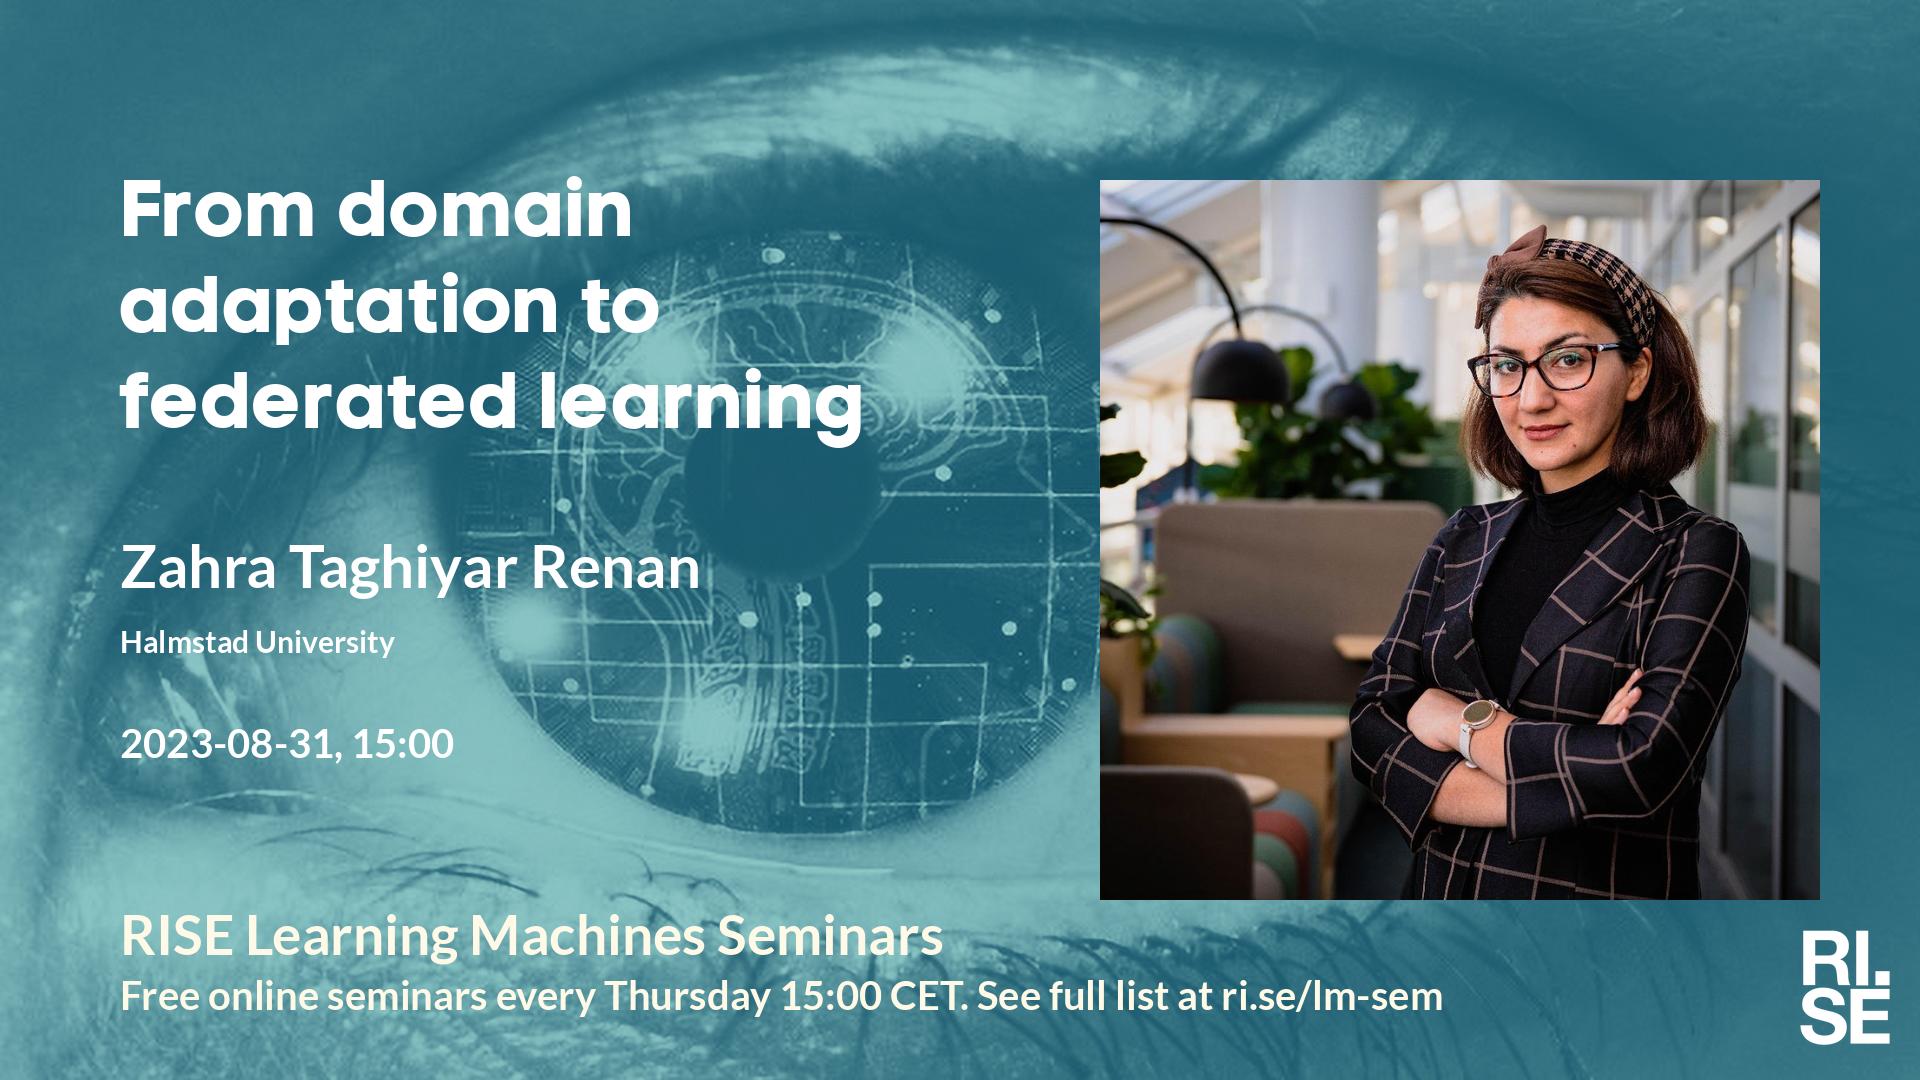 From domain
adaptation to
federated learning
Zahra Taghiyar Renan
Halmstad University
2023-08-31, 15:00
RISE Learning Machines Seminars
Free online seminars every Thursday 15:00 CET. See full list at ri.se/lm-sem
RI.
SE